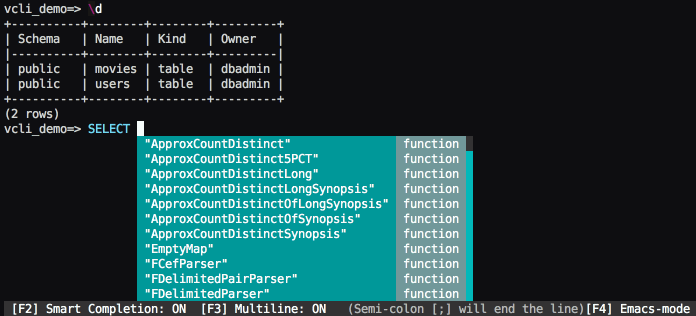 vcli_demo=> \d
+----------+----------+---------+-----------+
| Schema   | Name     | Kind    | Owner     |
|----------+----------+---------+-----------|
| public   | movies   | table   | dbadmin   |
| public   | users    | table   | dbadmin   |
+----------+----------+---------+-----------+
(2 rows)
vcli_demo=> SELECT
"ApproxCountDistinct" function
"ApproxCountDistinct5PCT" function
"ApproxCountDistinctLong" function
"ApproxCountDistinctLongSynopsis" function
"ApproxCountDistinctOfLongSynopsis" function
"ApproxCountDistinctOfSynopsis" function
"ApproxCountDistinctSynopsis" function
"EmptyMap" function
"FCefParser" function
"FDelimitedPairParser" function
"FDelimitedParser" function
[F2] Smart Completion: ON [F3] Multiline: ON (Semi-colon [;] will end the line)[F4] Emacs-mode